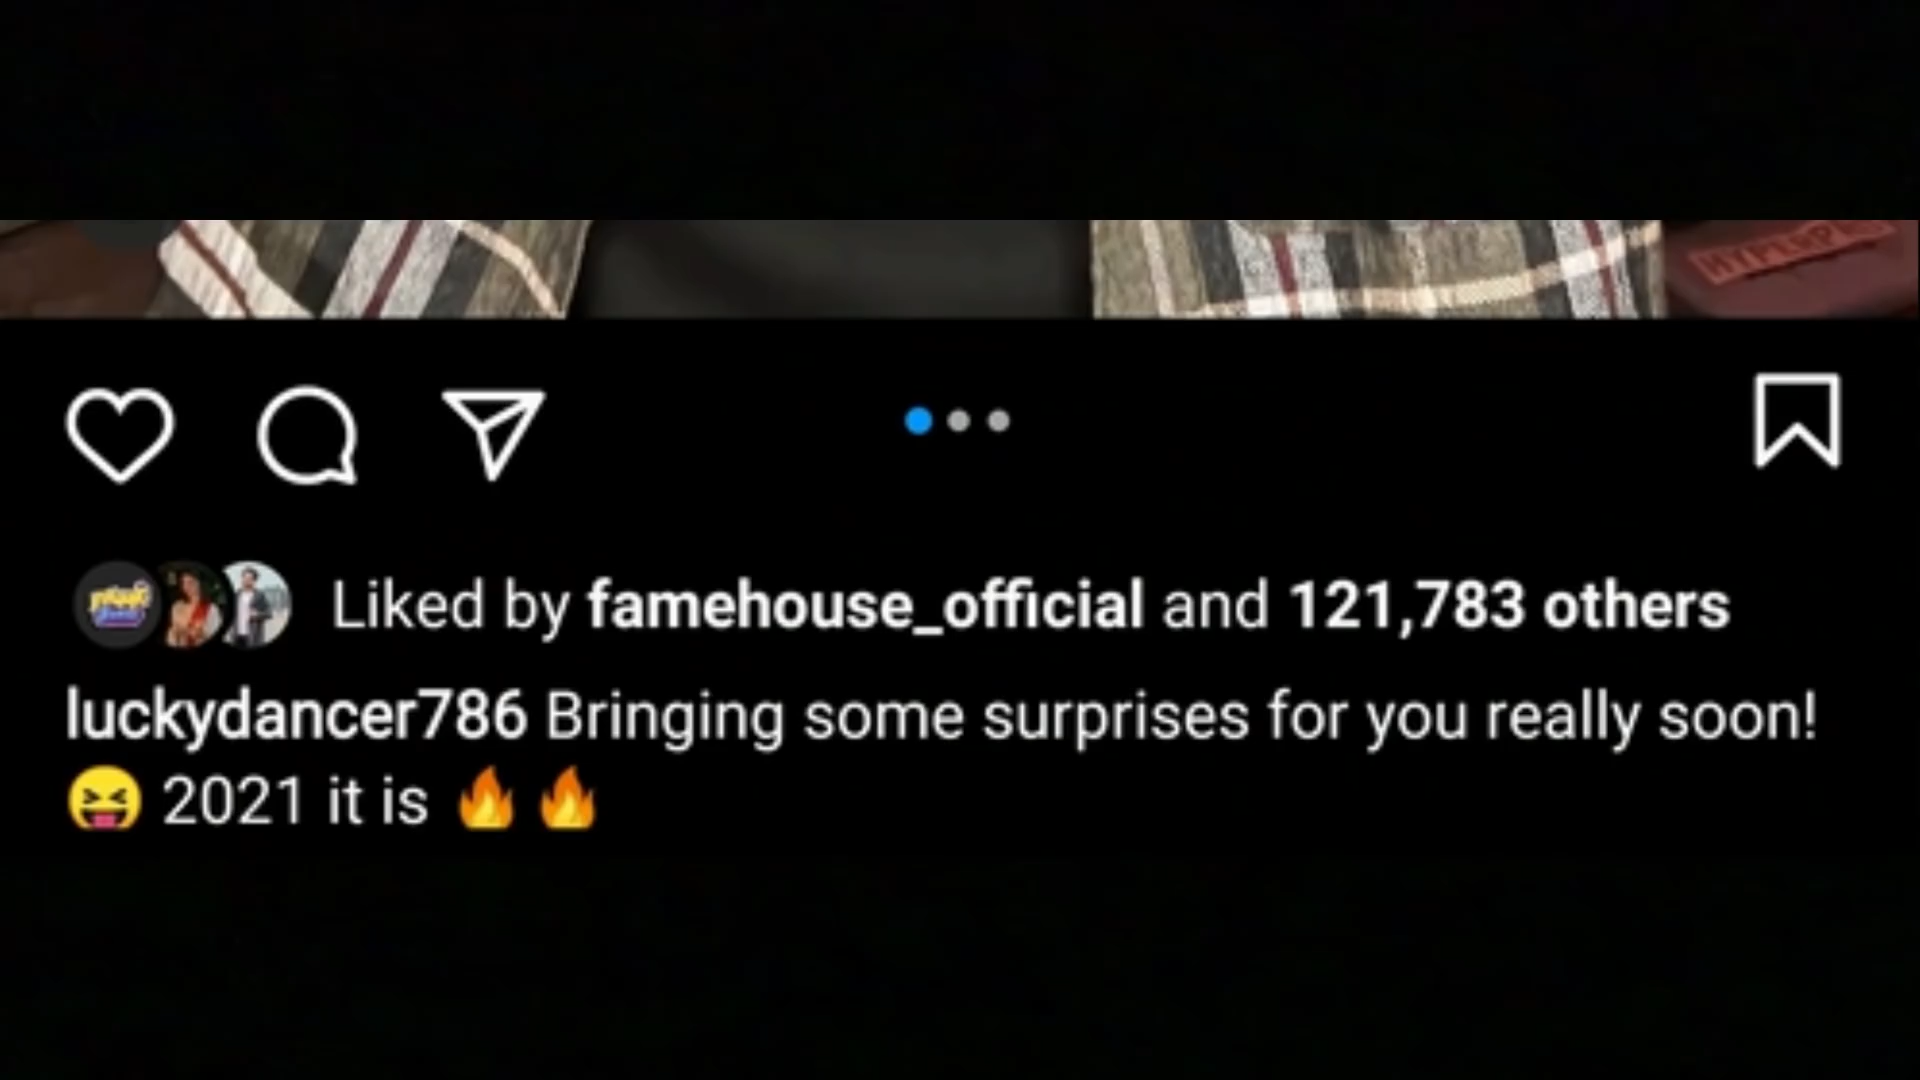 Liked by famehouse_official and 121,783 others
luckydancer786 Bringing some surprises for you really soon!
😝 2021 it is 🔥 🔥